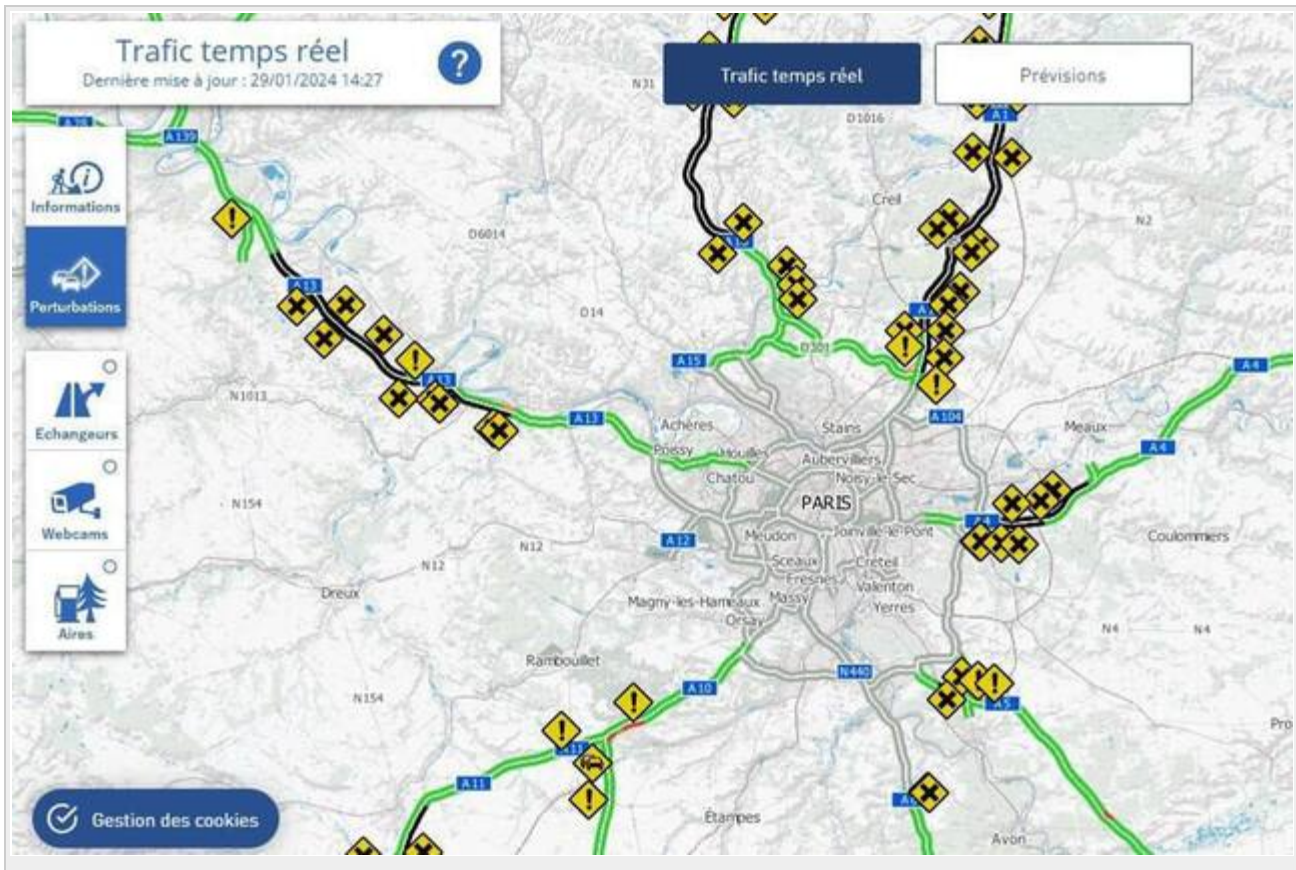 Trafic temps réel
Dernière mise à jour : 29/01/2024 14:27
?
Trafic temps réel
Prévisions
N31
D1016
A1
A139
Informations
Creil
N2
D6014
Perturbations
A13
D14
D301
A15
A4
A13
N1013
A13
Achères
Stains
A104
Meaux
Echangeurs
Poissy
Houilles
Aubervilliers
A4
Chatou
Noisy-le-Sec
PARIS
N154
Webcams
A4
A12
Meudon
Joinville-le-Pont
Coulommiers
N12
N12
Sceaux
Créteil
Fresnes
Valenton
Dreux
Magny-les-Hameaux
Massy
Yerres
Orsay
N4
N4
Aires
Rambouillet
N440
N154
A10
A5
Pro
A11
A11
Gestion des cookies
Étampes
Avon